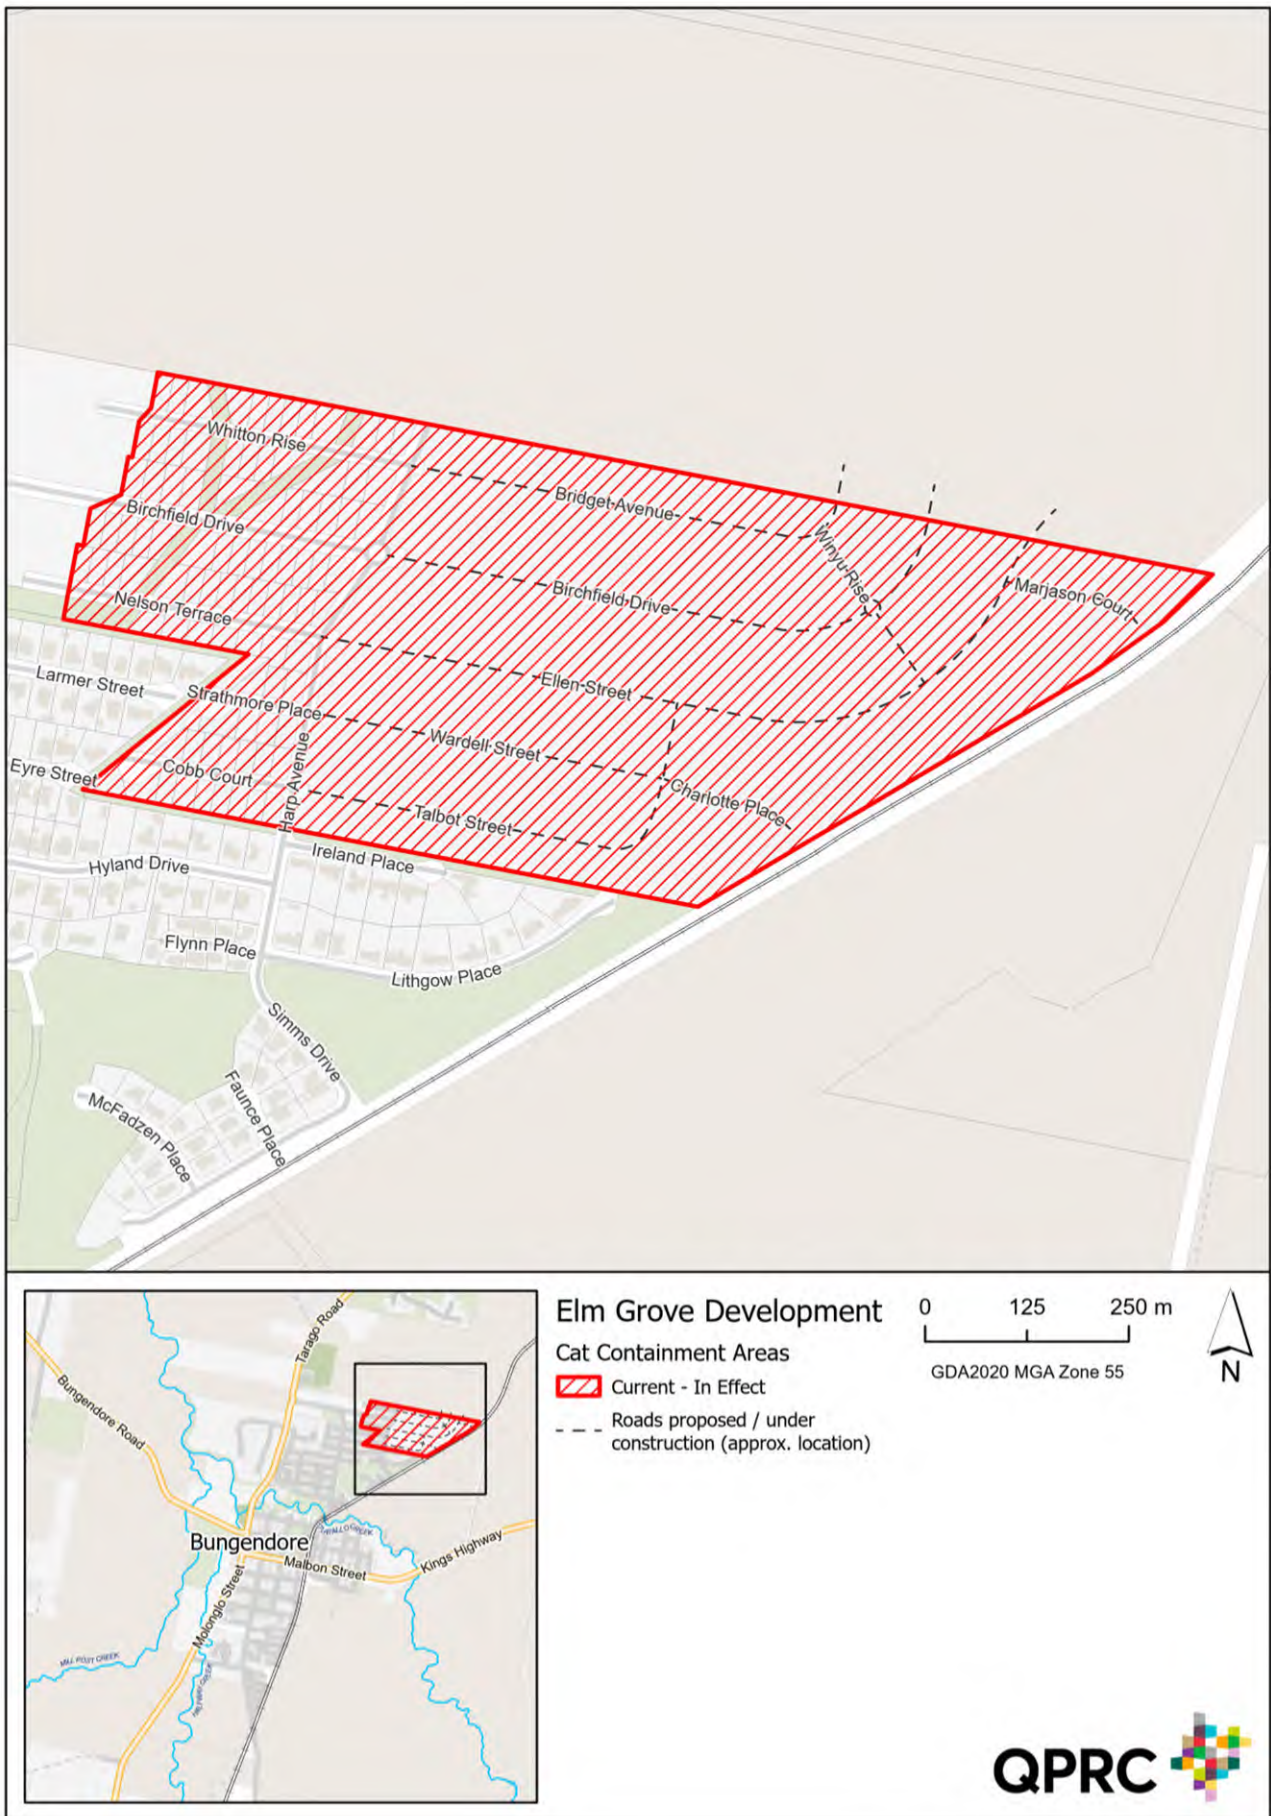 Whitton Rise
Bridget Avenue
Birchfield Drive
Winyu Rise
Birchfield Drive
Marjason Court
Nelson Terrace
Ellen Street
Larmer Street
Strathmore Place
Wardell Street
Harp Avenue
Eyre Street
Cobb Court
Charlotte Place
Talbot Street
Ireland Place
Hyland Drive
Flynn Place
Lithgow Place
Simms Drive
Faunce Place
McFadzen Place
Tarago Road
Bungendore Road
Bungendore
Malbon Street
Kings Highway
Molonglo Street
MILL POST CREEK
Elm Grove Development
Cat Containment Areas
Current - In Effect
Roads proposed / under
construction (approx. location)
0 125 250 m
GDA2020 MGA Zone 55
N
QPRC